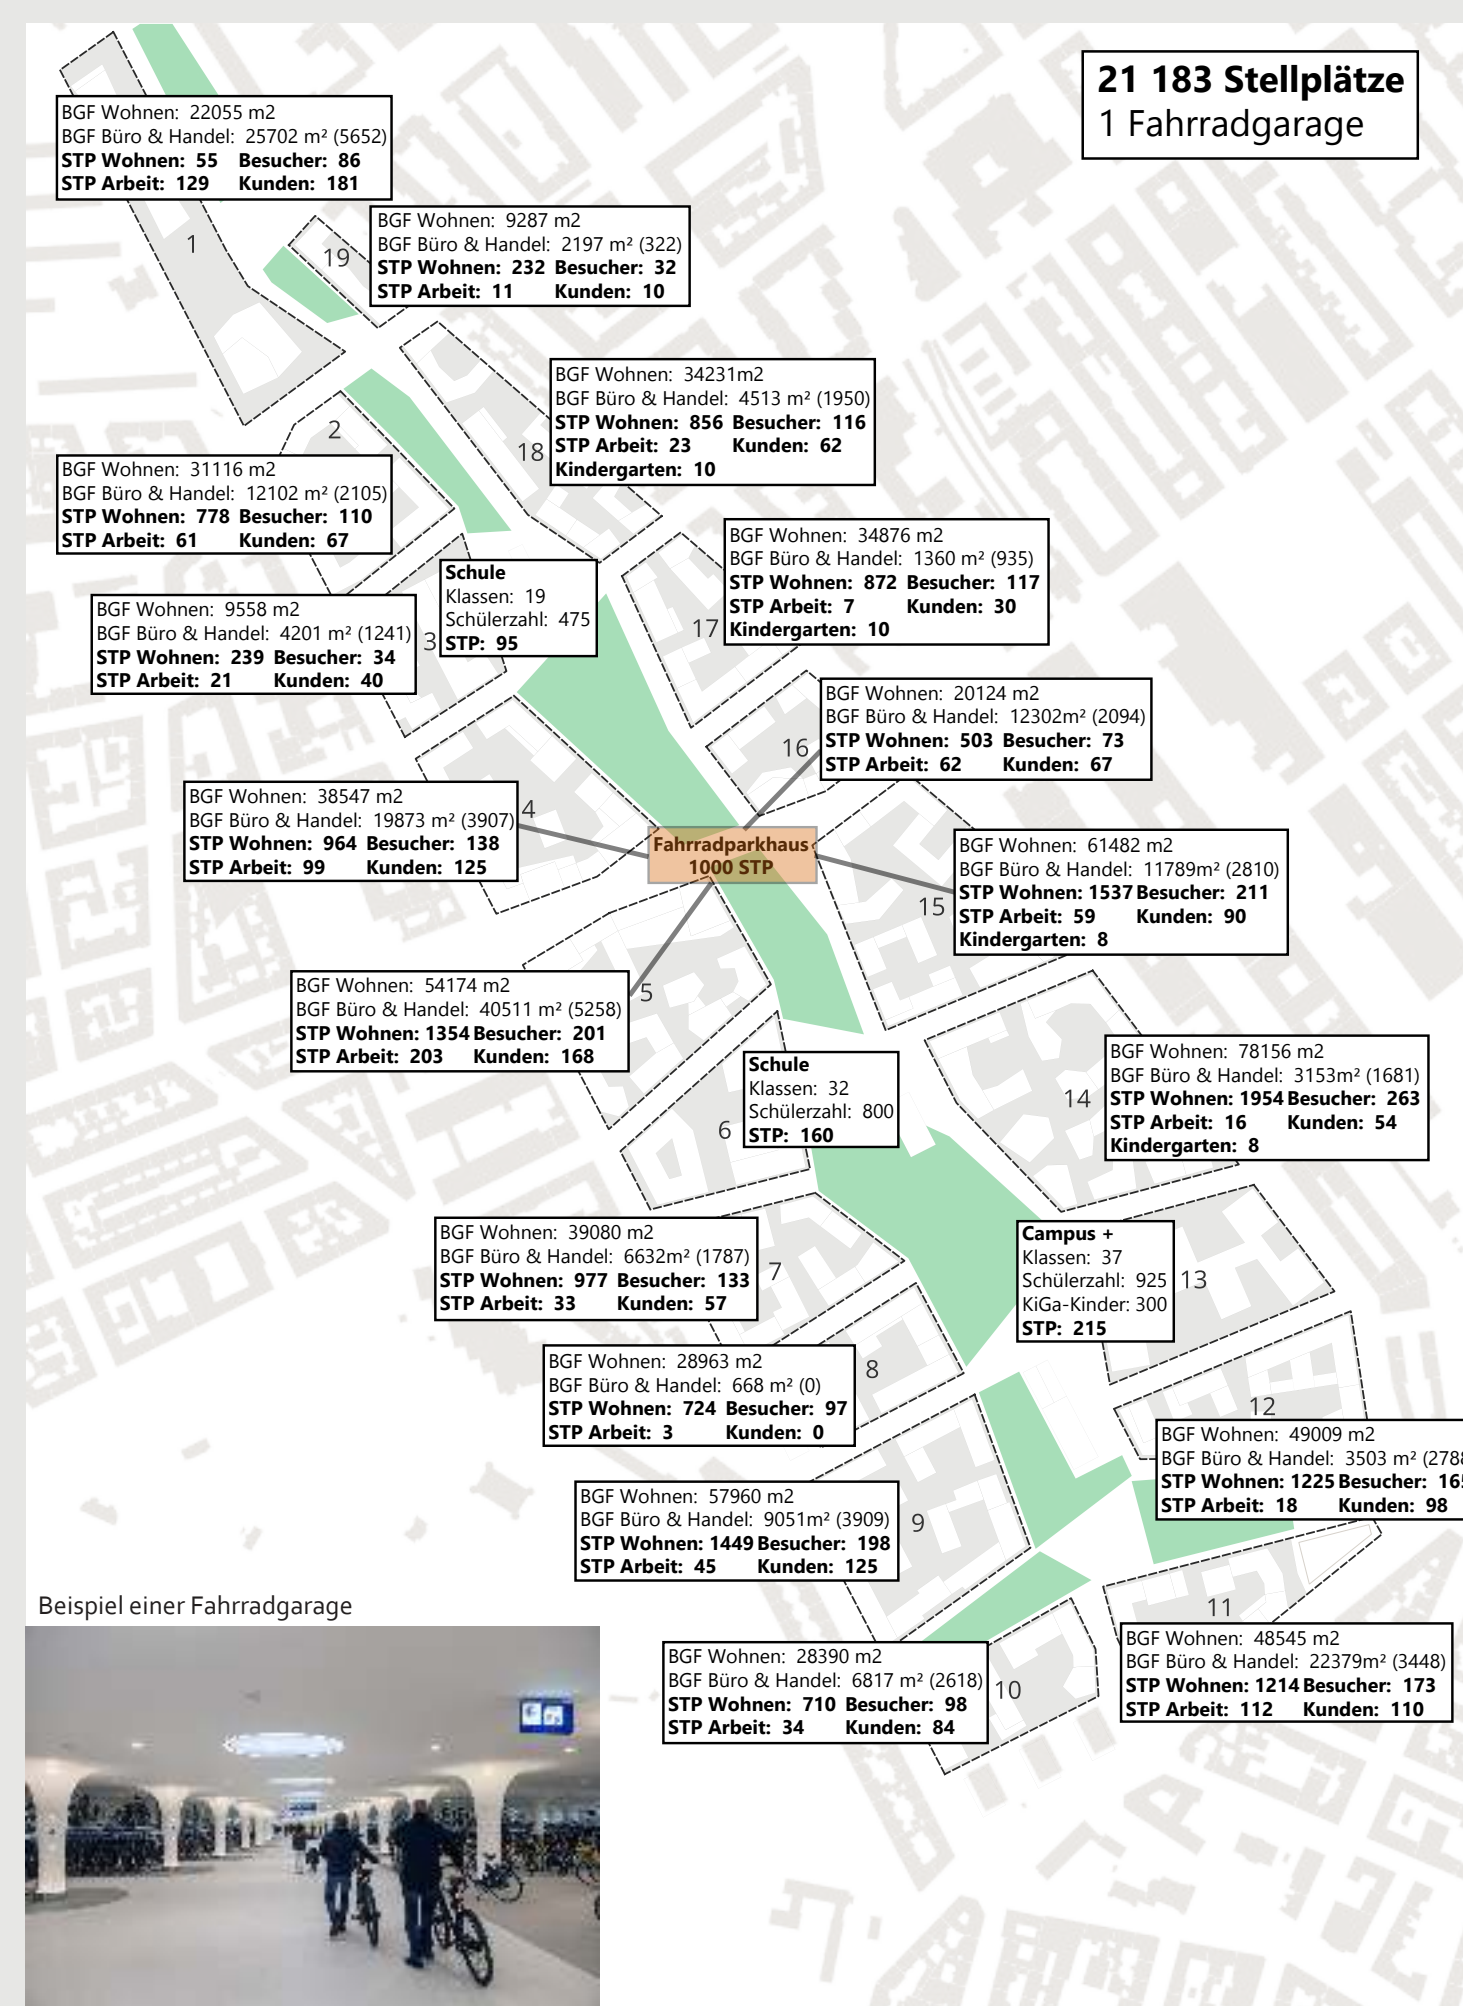 21 183 Stellplätze
1 Fahrradgarage
BGF Wohnen: 22055 m2
BGF Büro & Handel: 25702 m² (5652)
STP Wohnen: 55 Besucher: 86
STP Arbeit: 129 Kunden: 181
1
BGF Wohnen: 9287 m2
BGF Büro & Handel: 2197 m² (322)
STP Wohnen: 232 Besucher: 32
STP Arbeit: 11 Kunden: 10
19
BGF Wohnen: 34231m2
BGF Büro & Handel: 4513 m² (1950)
STP Wohnen: 856 Besucher: 116
STP Arbeit: 23 Kunden: 62
Kindergarten: 10
18
2
BGF Wohnen: 31116 m2
BGF Büro & Handel: 12102 m² (2105)
STP Wohnen: 778 Besucher: 110
STP Arbeit: 61 Kunden: 67
BGF Wohnen: 34876 m2
BGF Büro & Handel: 1360 m² (935)
STP Wohnen: 872 Besucher: 117
STP Arbeit: 7 Kunden: 30
Kindergarten: 10
17
Schule
Klassen: 19
Schülerzahl: 475
STP: 95
BGF Wohnen: 9558 m2
BGF Büro & Handel: 4201 m² (1241)
STP Wohnen: 239 Besucher: 34
STP Arbeit: 21 Kunden: 40
3
BGF Wohnen: 20124 m2
BGF Büro & Handel: 12302m² (2094)
STP Wohnen: 503 Besucher: 73
STP Arbeit: 62 Kunden: 67
16
BGF Wohnen: 38547 m2
BGF Büro & Handel: 19873 m² (3907)
STP Wohnen: 964 Besucher: 138
STP Arbeit: 99 Kunden: 125
4
Fahrradparkhaus
1000 STP
BGF Wohnen: 61482 m2
BGF Büro & Handel: 11789m² (2810)
STP Wohnen: 1537 Besucher: 211
STP Arbeit: 59 Kunden: 90
Kindergarten: 8
15
BGF Wohnen: 54174 m2
BGF Büro & Handel: 40511 m² (5258)
STP Wohnen: 1354 Besucher: 201
STP Arbeit: 203 Kunden: 168
5
Schule
Klassen: 32
Schülerzahl: 800
STP: 160
6
BGF Wohnen: 78156 m2
BGF Büro & Handel: 3153m² (1681)
STP Wohnen: 1954 Besucher: 263
STP Arbeit: 16 Kunden: 54
Kindergarten: 8
14
BGF Wohnen: 39080 m2
BGF Büro & Handel: 6632m² (1787)
STP Wohnen: 977 Besucher: 133
STP Arbeit: 33 Kunden: 57
7
Campus +
Klassen: 37
Schülerzahl: 925
KiGa-Kinder: 300
STP: 215
13
BGF Wohnen: 28963 m2
BGF Büro & Handel: 668 m² (0)
STP Wohnen: 724 Besucher: 97
STP Arbeit: 3 Kunden: 0
8
12
BGF Wohnen: 49009 m2
BGF Büro & Handel: 3503 m² (2788
STP Wohnen: 1225 Besucher: 165
STP Arbeit: 18 Kunden: 98
BGF Wohnen: 57960 m2
BGF Büro & Handel: 9051m² (3909)
STP Wohnen: 1449 Besucher: 198
STP Arbeit: 45 Kunden: 125
9
11
BGF Wohnen: 48545 m2
BGF Büro & Handel: 22379m² (3448)
STP Wohnen: 1214 Besucher: 173
STP Arbeit: 112 Kunden: 110
BGF Wohnen: 28390 m2
BGF Büro & Handel: 6817 m² (2618)
STP Wohnen: 710 Besucher: 98
STP Arbeit: 34 Kunden: 84
10
Beispiel einer Fahrradgarage